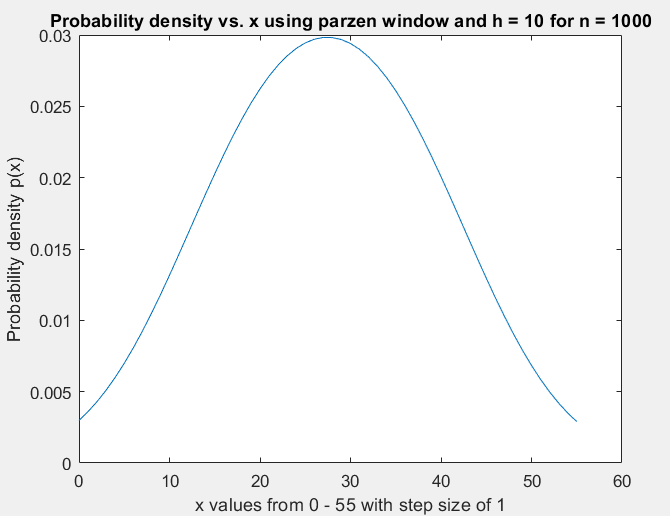 Probability density vs. x using parzen window and h = 10 for n = 1000
0.03
0.025
0.02
0.015
0.01
0.005
0
Probability density p(x)
0 10 20 30 40 50 60
x values from 0 - 55 with step size of 1